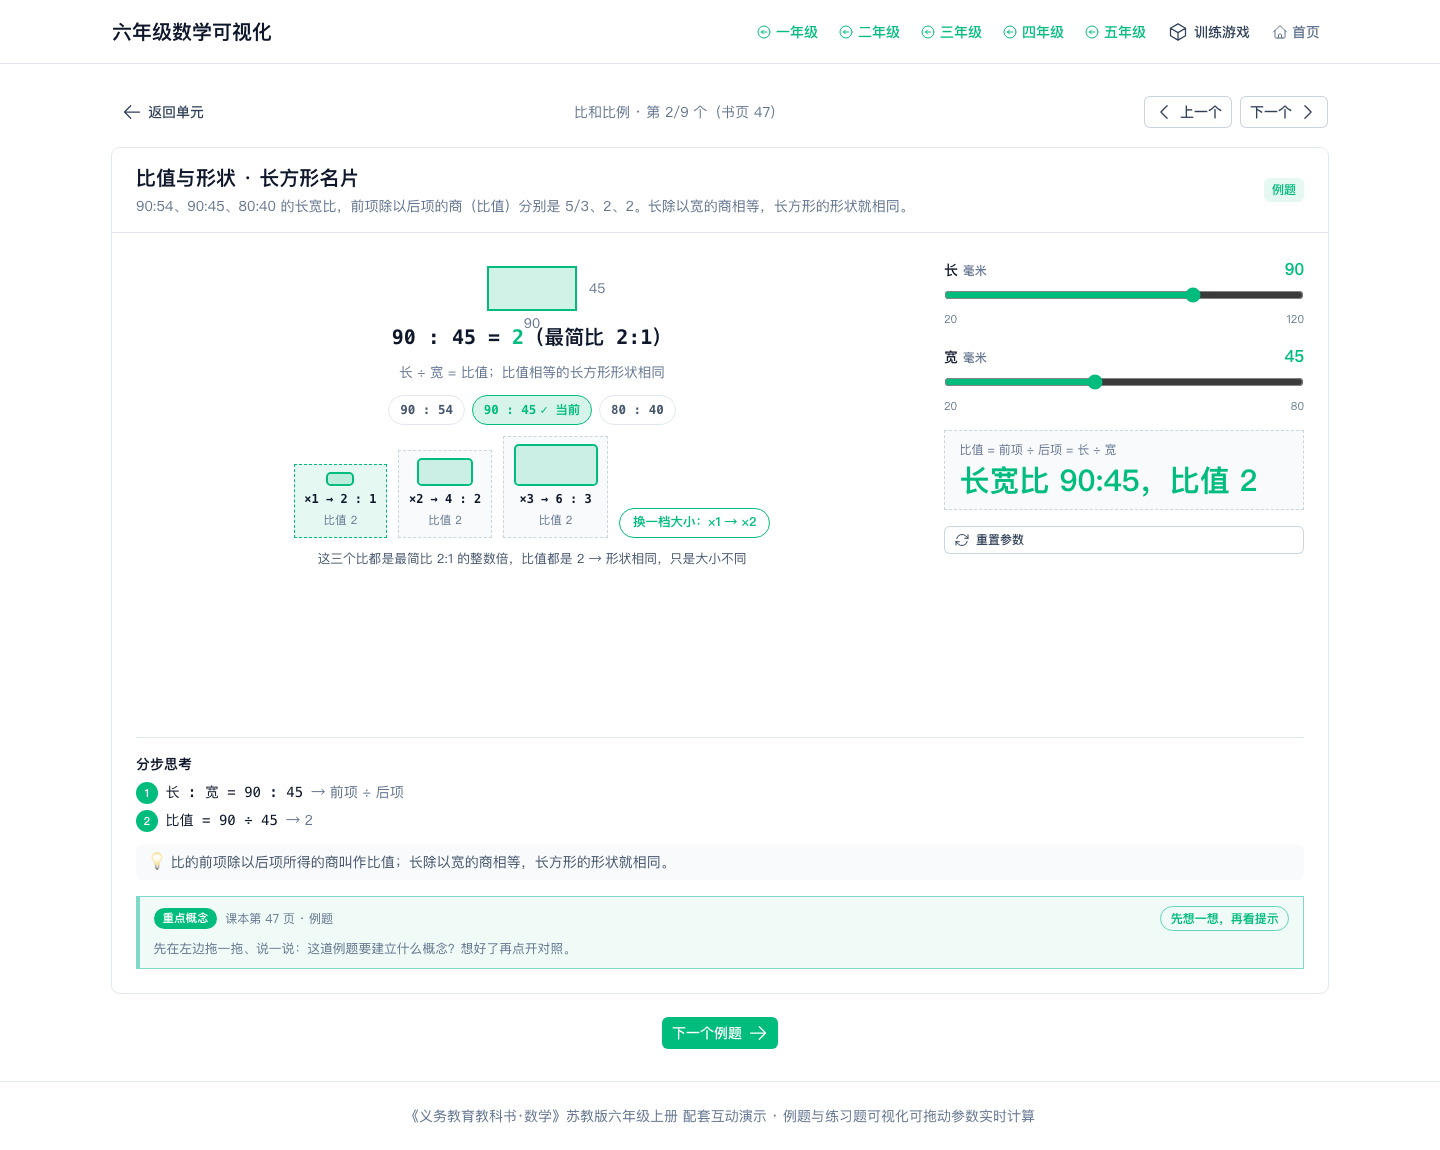 六年级数学可视化
一年级 二年级 三年级 四年级 五年级 训练游戏 首页
返回单元
比和比例 · 第 2/9 个（书页 47）
上一个 下一个
比值与形状 · 长方形名片
例题
90:54、90:45、80:40 的长宽比，前项除以后项的商（比值）分别是 5/3、2、2。长除以宽的商相等，长方形的形状就相同。
45
90
90 : 45 = 2（最简比 2:1）
长 ÷ 宽 = 比值；比值相等的长方形形状相同
90 : 54 90 : 45 ✓ 当前 80 : 40
×1 → 2 : 1 ×2 → 4 : 2 ×3 → 6 : 3
比值 2 比值 2 比值 2
换一档大小：×1 → ×2
这三个比都是最简比 2:1 的整数倍，比值都是 2 → 形状相同，只是大小不同
长 毫米 90
20 120
宽 毫米 45
20 80
比值 = 前项 ÷ 后项 = 长 ÷ 宽
长宽比 90:45，比值 2
重置参数
分步思考
1 长 : 宽 = 90 : 45 → 前项 ÷ 后项
2 比值 = 90 ÷ 45 → 2
💡 比的前项除以后项所得的商叫作比值；长除以宽的商相等，长方形的形状就相同。
重点概念 课本第 47 页 · 例题
先想一想，再看提示
先在左边拖一拖、说一说：这道例题要建立什么概念？想好了再点开对照。
下一个例题
《义务教育教科书·数学》苏教版六年级上册 配套互动演示 · 例题与练习题可视化可拖动参数实时计算